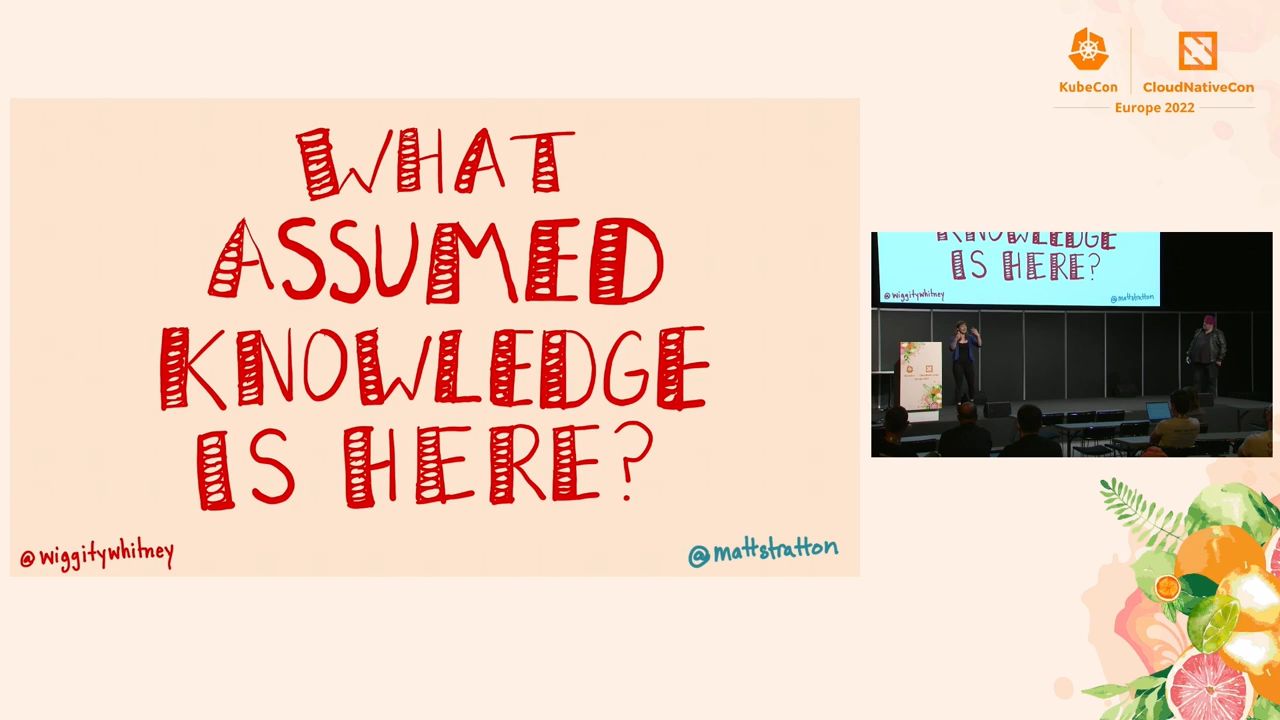 WHAT
ASSUMED
KNOWLEDGE
IS HERE?
@wiggitywhitney
@mattstratton
KubeCon
CloudNativeCon
Europe 2022
KNOWLEDGE
IS HERE?
@wiggitywhitney
@mattstratton